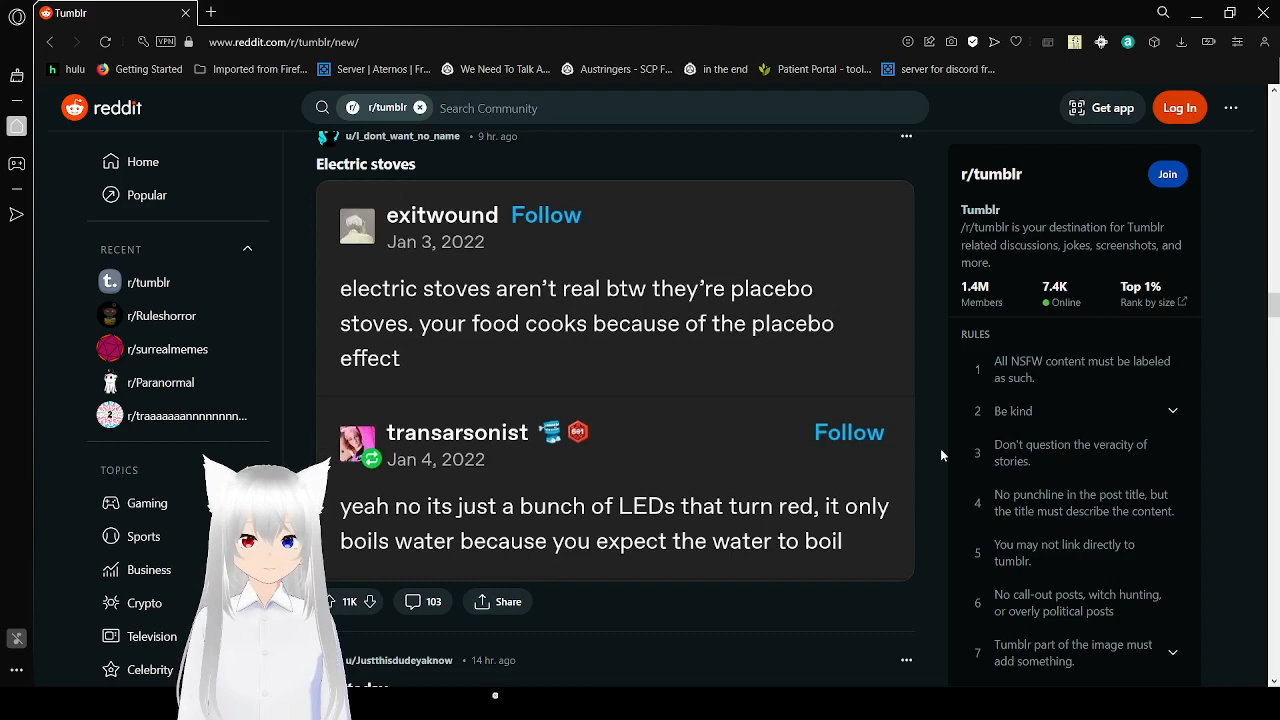 Tumblr
VPN
www.reddit.com/r/tumblr/new/
hulu
Getting Started
Imported from Firef...
Server | Aternos | Fr...
We Need To Talk A...
Austringers - SCP F...
in the end
Patient Portal - tool...
server for discord fr...
reddit
r/tumblr
Search Community
Get app
Log In
Home
Popular
RECENT
r/tumblr
r/Ruleshorror
r/surrealmemes
r/Paranormal
r/traaaaaaannnnnnnn...
TOPICS
Gaming
Sports
Business
Crypto
Television
Celebrity
u/I_dont_want_no_name • 9 hr. ago
Electric stoves
exitwound Follow
Jan 3, 2022
electric stoves aren’t real btw they’re placebo
stoves. your food cooks because of the placebo
effect
transarsonist
Follow
Jan 4, 2022
yeah no its just a bunch of LEDs that turn red, it only
boils water because you expect the water to boil
11K
103
Share
u/Justthisdudeyaknow • 14 hr. ago
r/tumblr
Join
Tumblr
/r/tumblr is your destination for Tumblr
related discussions, jokes, screenshots, and
more.
1.4M
Members
7.4K
Online
Top 1%
Rank by size
RULES
1 All NSFW content must be labeled
as such.
2 Be kind
3 Don't question the veracity of
stories.
4 No punchline in the post title, but
the title must describe the content.
5 You may not link directly to
tumblr.
6 No call-out posts, witch hunting,
or overly political posts
7 Tumblr part of the image must
add something.